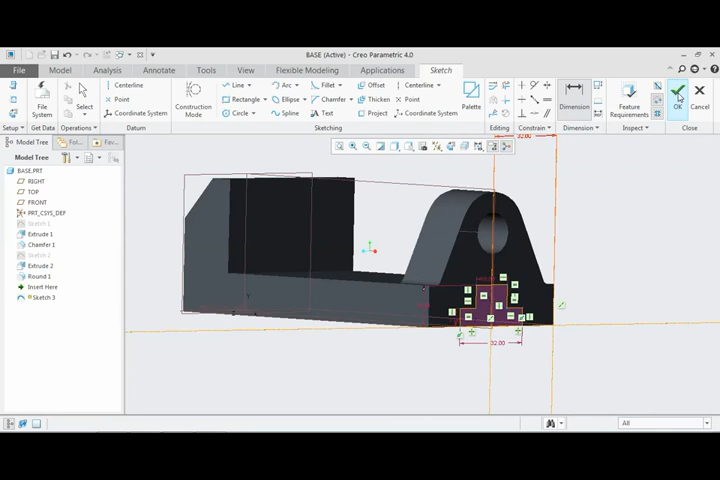 BASE (Active) - Creo Parametric 4.0
File Model Analysis Annotate Tools View Flexible Modeling Applications Sketch
Centerline Line Arc Fillet Offset Centerline
File System Select Point Construction Mode Rectangle Ellipse Chamfer Thicken Point Palette Dimension Feature Requirements OK Cancel
Coordinate System Circle Spline Text Project Coordinate System
Setup Get Data Operations Datum Sketching Editing Constrain Dimension Inspect Close
Model Tree Fol... Fav...
Model Tree
BASE.PRT
RIGHT
TOP
FRONT
PRT_CSYS_DEF
Sketch 1
Extrude 1
Chamfer 1
Sketch 2
Extrude 2
Round 1
Insert Here
Sketch 3
32.00
32.00
All